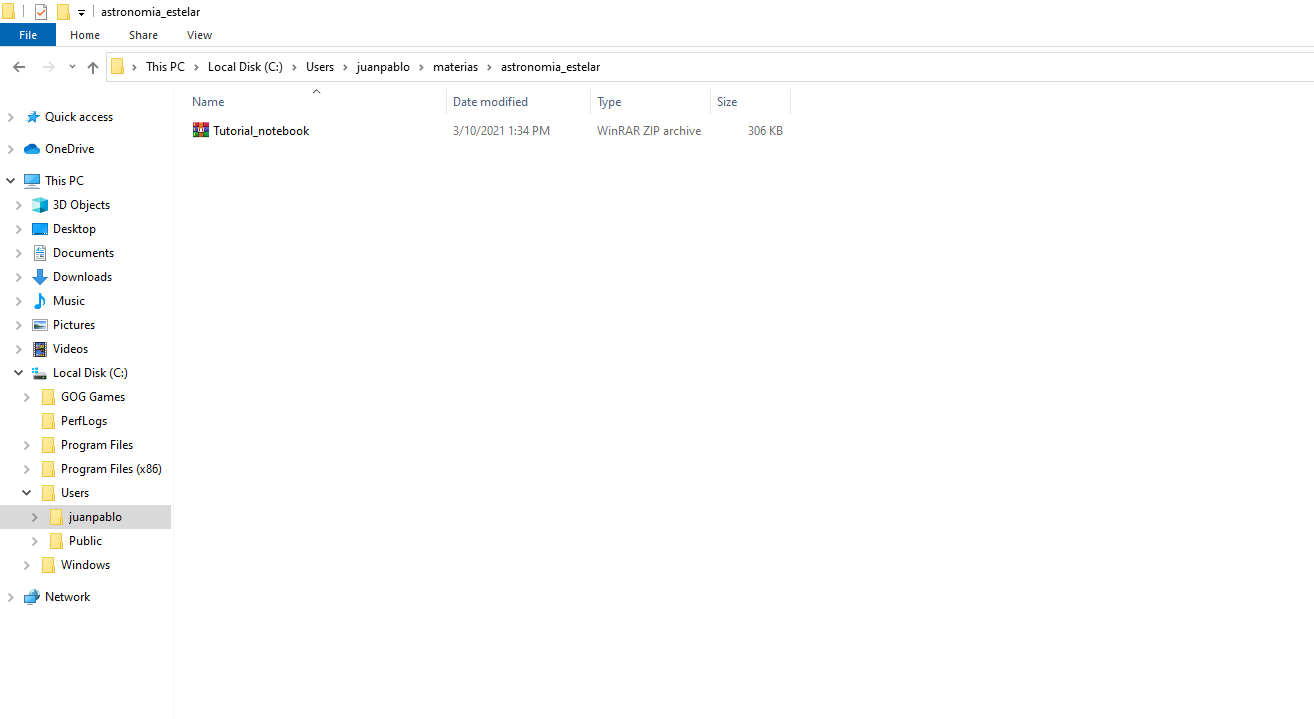 astronomia_estelar
File Home Share View
This PC Local Disk (C:) Users juanpablo materias astronomia_estelar
Name Date modified Type Size
Tutorial_notebook 3/10/2021 1:34 PM WinRAR ZIP archive 306 KB
Quick access
OneDrive
This PC
3D Objects
Desktop
Documents
Downloads
Music
Pictures
Videos
Local Disk (C:)
GOG Games
PerfLogs
Program Files
Program Files (x86)
Users
juanpablo
Public
Windows
Network